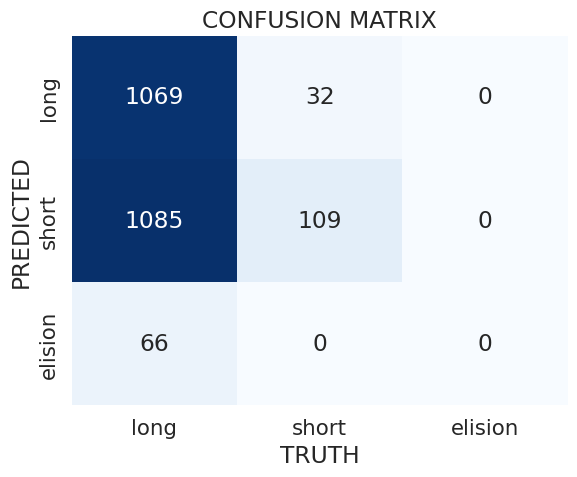 CONFUSION MATRIX
PREDICTED
long 1069 32 0
short 1085 109 0
elision 66 0 0
long short elision
TRUTH